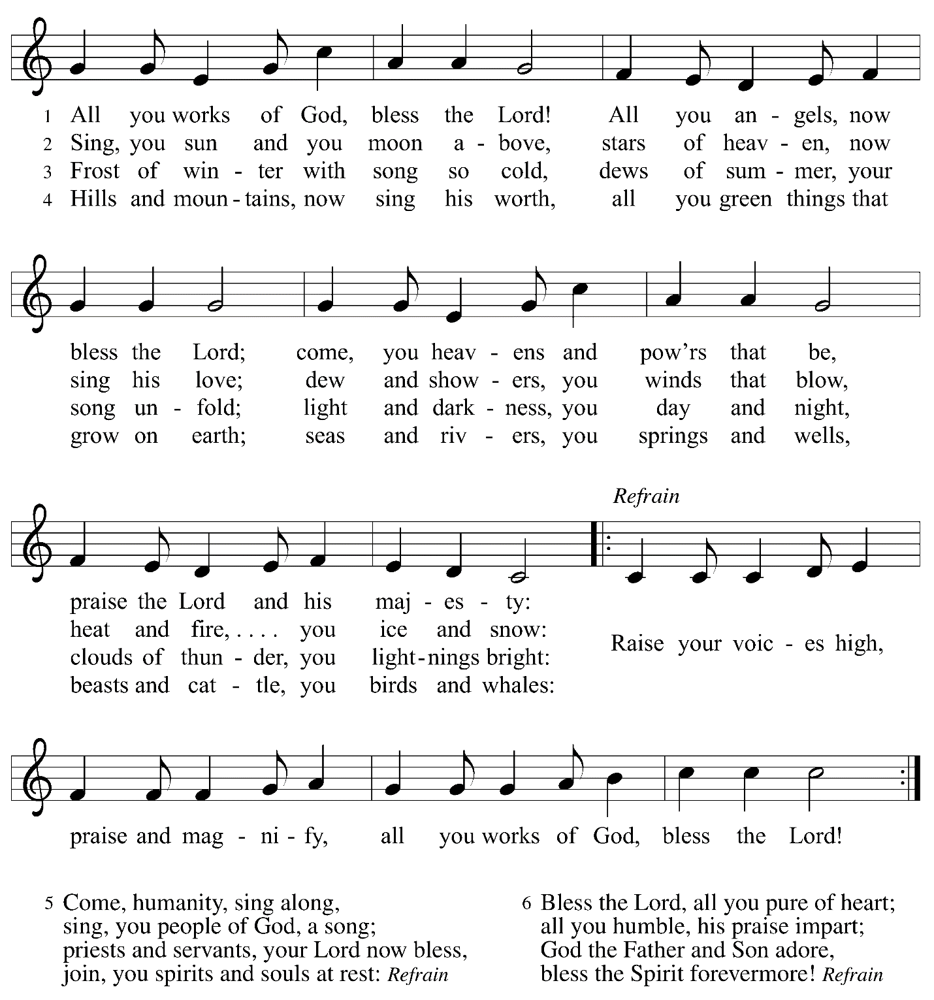 1 All you works of God, bless the Lord! All you an - gels, now
2 Sing, you sun and you moon a - bove, stars of heav - en, now
3 Frost of win - ter with song so cold, dews of sum - mer, your
4 Hills and moun - tains, now sing his worth, all you green things that
bless the Lord; come, you heav - ens and pow'rs that be,
sing his love; dew and show - ers, you winds that blow,
song un - fold; light and dark - ness, you day and night,
grow on earth; seas and riv - ers, you springs and wells,
Refrain
praise the Lord and his maj - es - ty:
heat and fire, . . . . you ice and snow:
clouds of thun - der, you light - nings bright:
beasts and cat - tle, you birds and whales:
Raise your voic - es high,
praise and mag - ni - fy, all you works of God, bless the Lord!
5 Come, humanity, sing along,
sing, you people of God, a song;
priests and servants, your Lord now bless,
join, you spirits and souls at rest: Refrain
6 Bless the Lord, all you pure of heart;
all you humble, his praise impart;
God the Father and Son adore,
bless the Spirit forevermore! Refrain